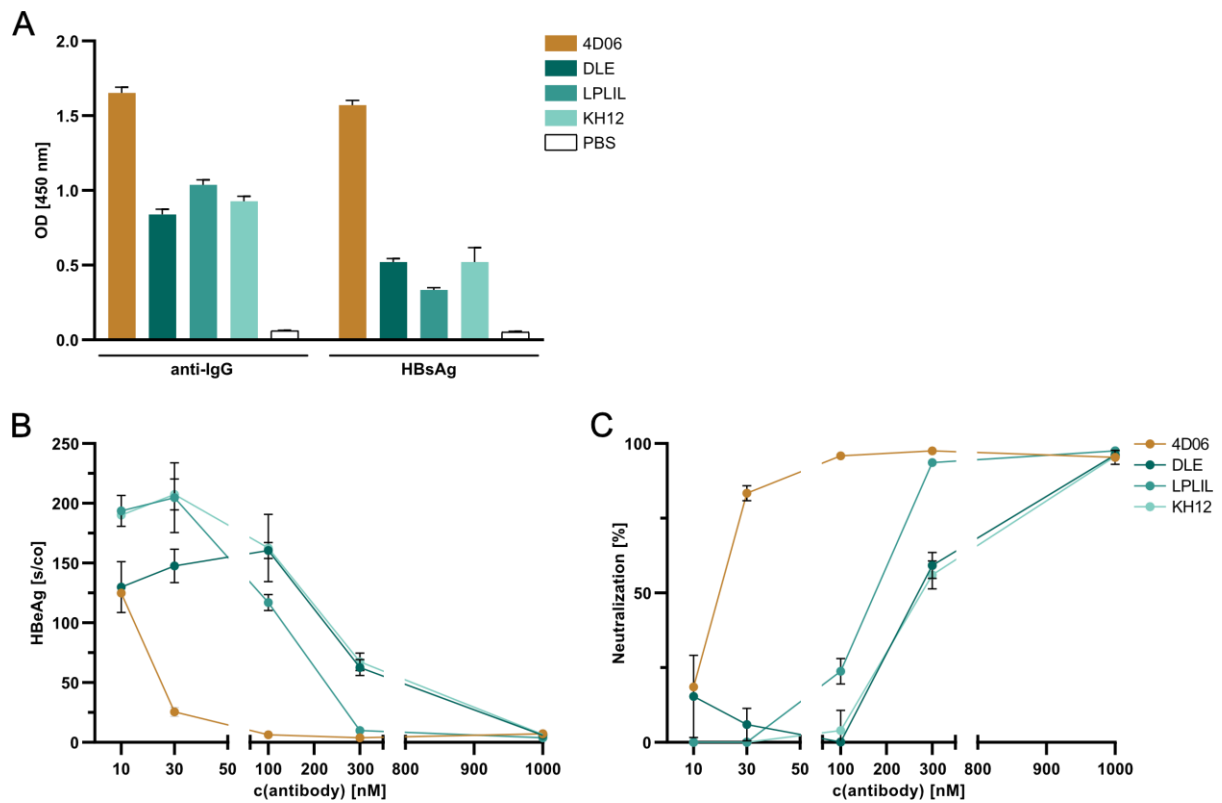 A
OD [450 nm]
2.0
1.5
1.0
0.5
0.0
anti-IgG
HBsAg
4D06
DLE
LPLIL
KH12
PBS
B
HBeAg [s/co]
250
200
150
100
50
0
10 30 50 100 200 300 800 900 1000
c(antibody) [nM]
C
Neutralization [%]
100
50
0
10 30 50 100 200 300 800 900 1000
c(antibody) [nM]
4D06
DLE
LPLIL
KH12